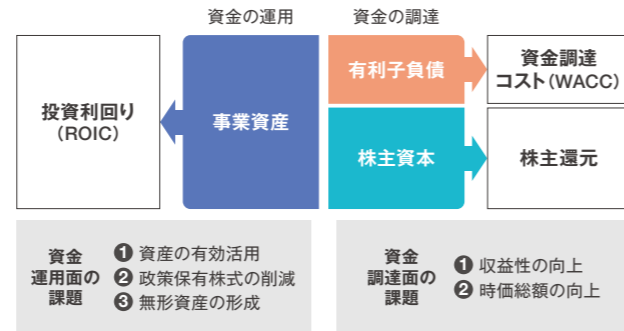 資金の運用
資金の調達
投資利回り
(ROIC)
事業資産
有利子負債
株主資本
資金調達
コスト(WACC)
株主還元
資金
運用面の
課題
❶ 資産の有効活用
❷ 政策保有株式の削減
❸ 無形資産の形成
資金
調達面の
課題
❶ 収益性の向上
❷ 時価総額の向上